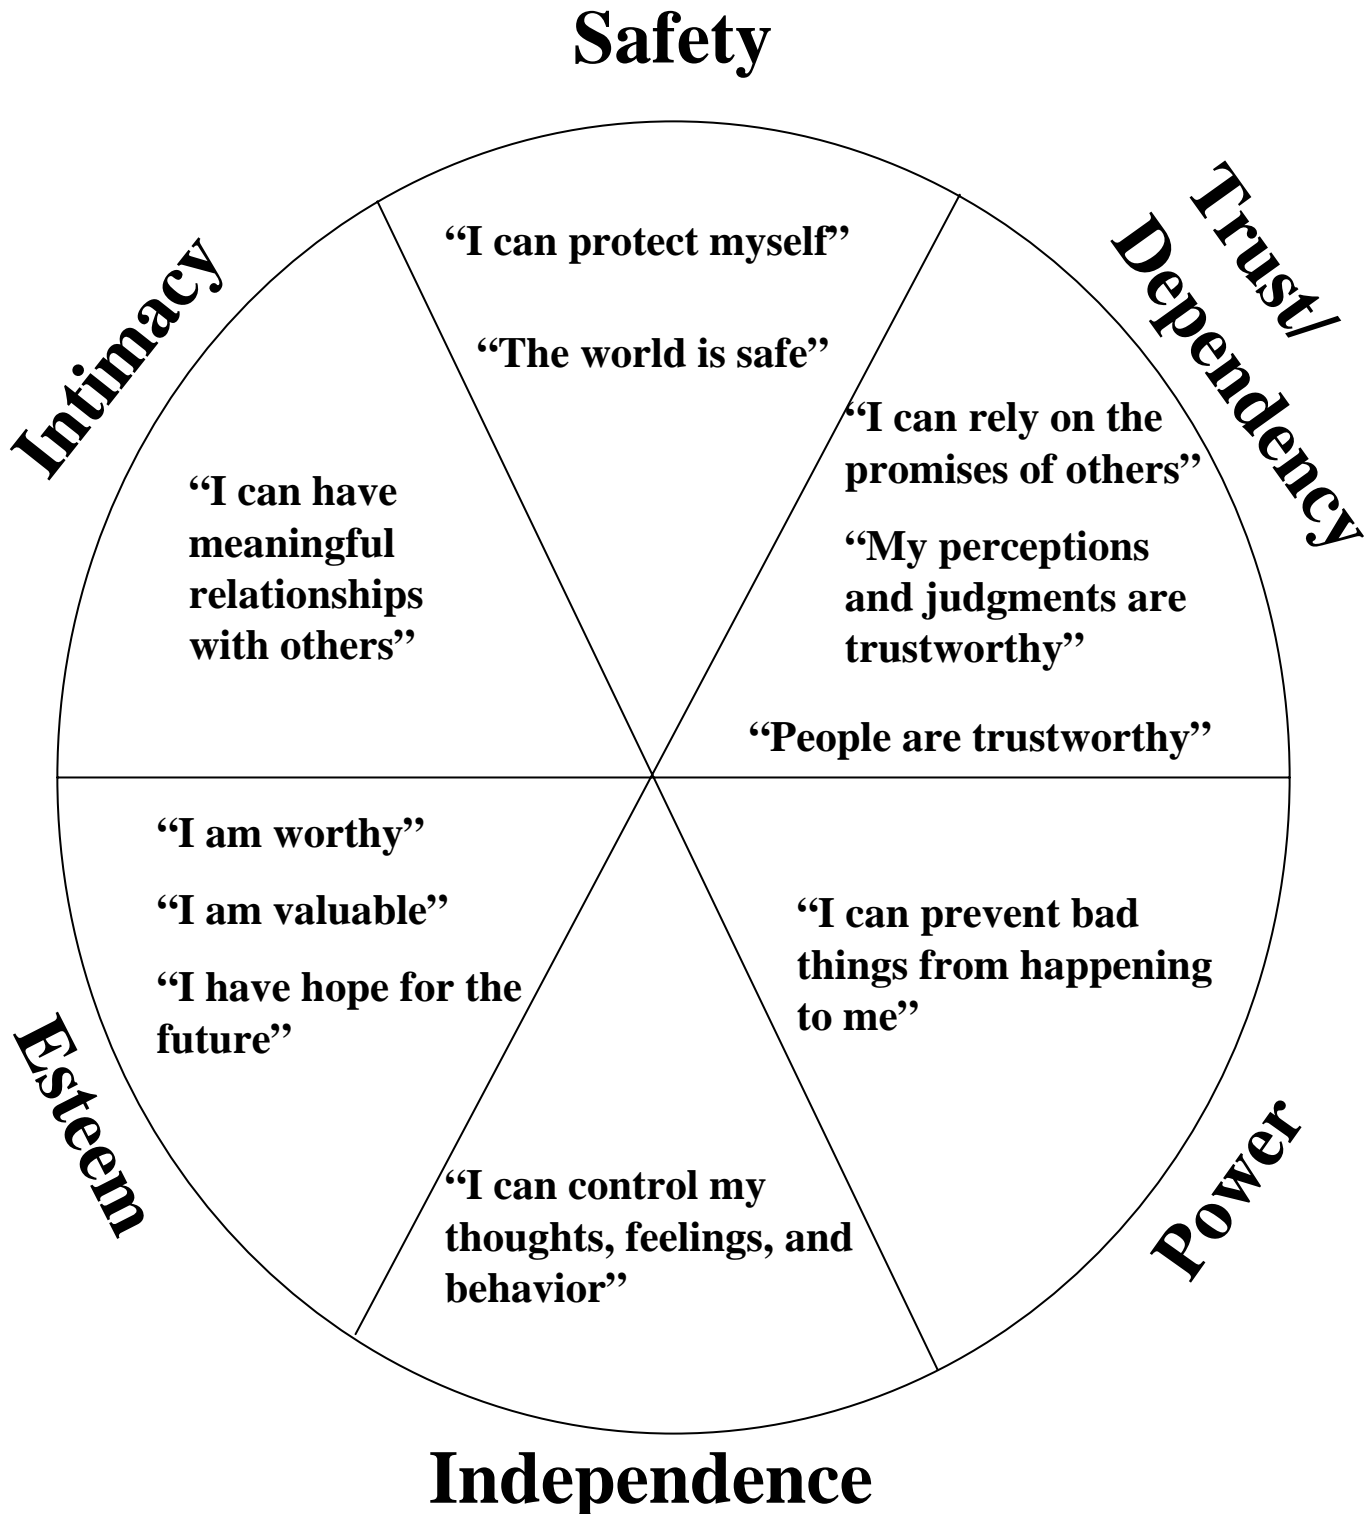 Safety
“I can protect myself”
“The world is safe”
Trust/
Dependency
“I can rely on the
promises of others”
“My perceptions
and judgments are
trustworthy”
“People are trustworthy”
Power
“I can prevent bad
things from happening
to me”
Independence
“I can control my
thoughts, feelings, and
behavior”
Esteem
“I am worthy”
“I am valuable”
“I have hope for the
future”
Intimacy
“I can have
meaningful
relationships
with others”